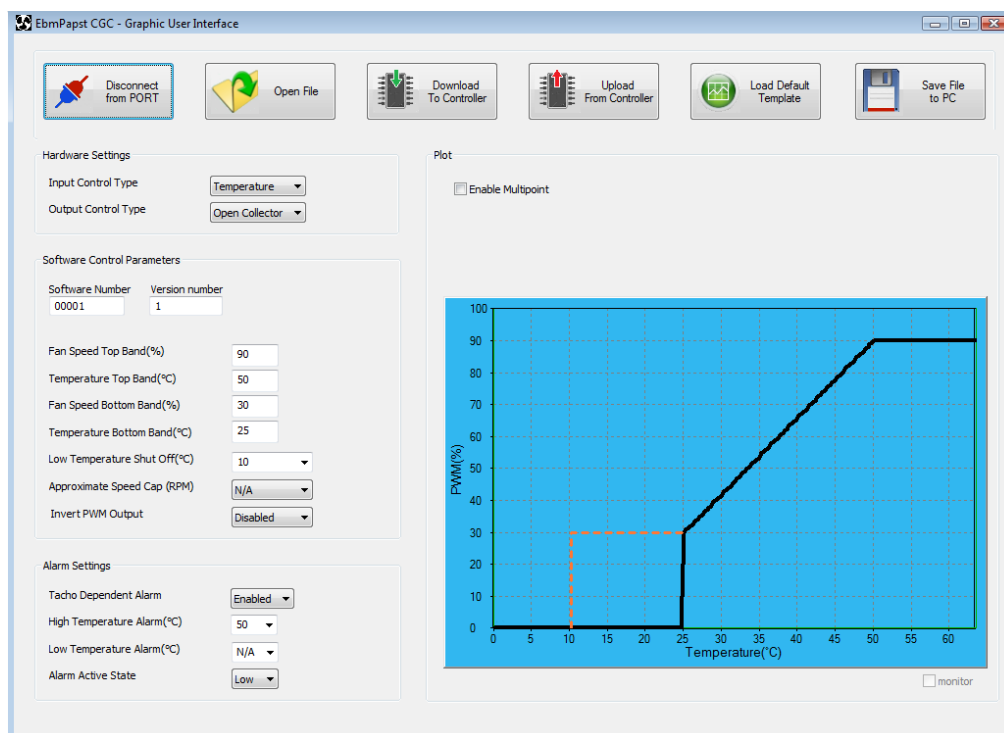 EbmPapst CGC - Graphic User Interface
Disconnect
from PORT
Open File
Download
To Controller
Upload
From Controller
Load Default
Template
Save File
to PC
Hardware Settings
Input Control Type
Temperature
Output Control Type
Open Collector
Software Control Parameters
Software Number
Version number
00001
1
Fan Speed Top Band(%)
90
Temperature Top Band(ºC)
50
Fan Speed Bottom Band(%)
30
Temperature Bottom Band(ºC)
25
Low Temperature Shut Off(ºC)
10
Approximate Speed Cap (RPM)
N/A
Invert PWM Output
Disabled
Alarm Settings
Tacho Dependent Alarm
Enabled
High Temperature Alarm(ºC)
50
Low Temperature Alarm(ºC)
N/A
Alarm Active State
Low
Plot
Enable Multipoint
100
90
80
70
60
50
40
30
20
10
0
PWM(%)
0 5 10 15 20 25 30 35 40 45 50 55 60
Temperature(°C)
monitor